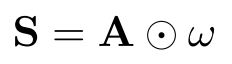 S = A ⊙ ω